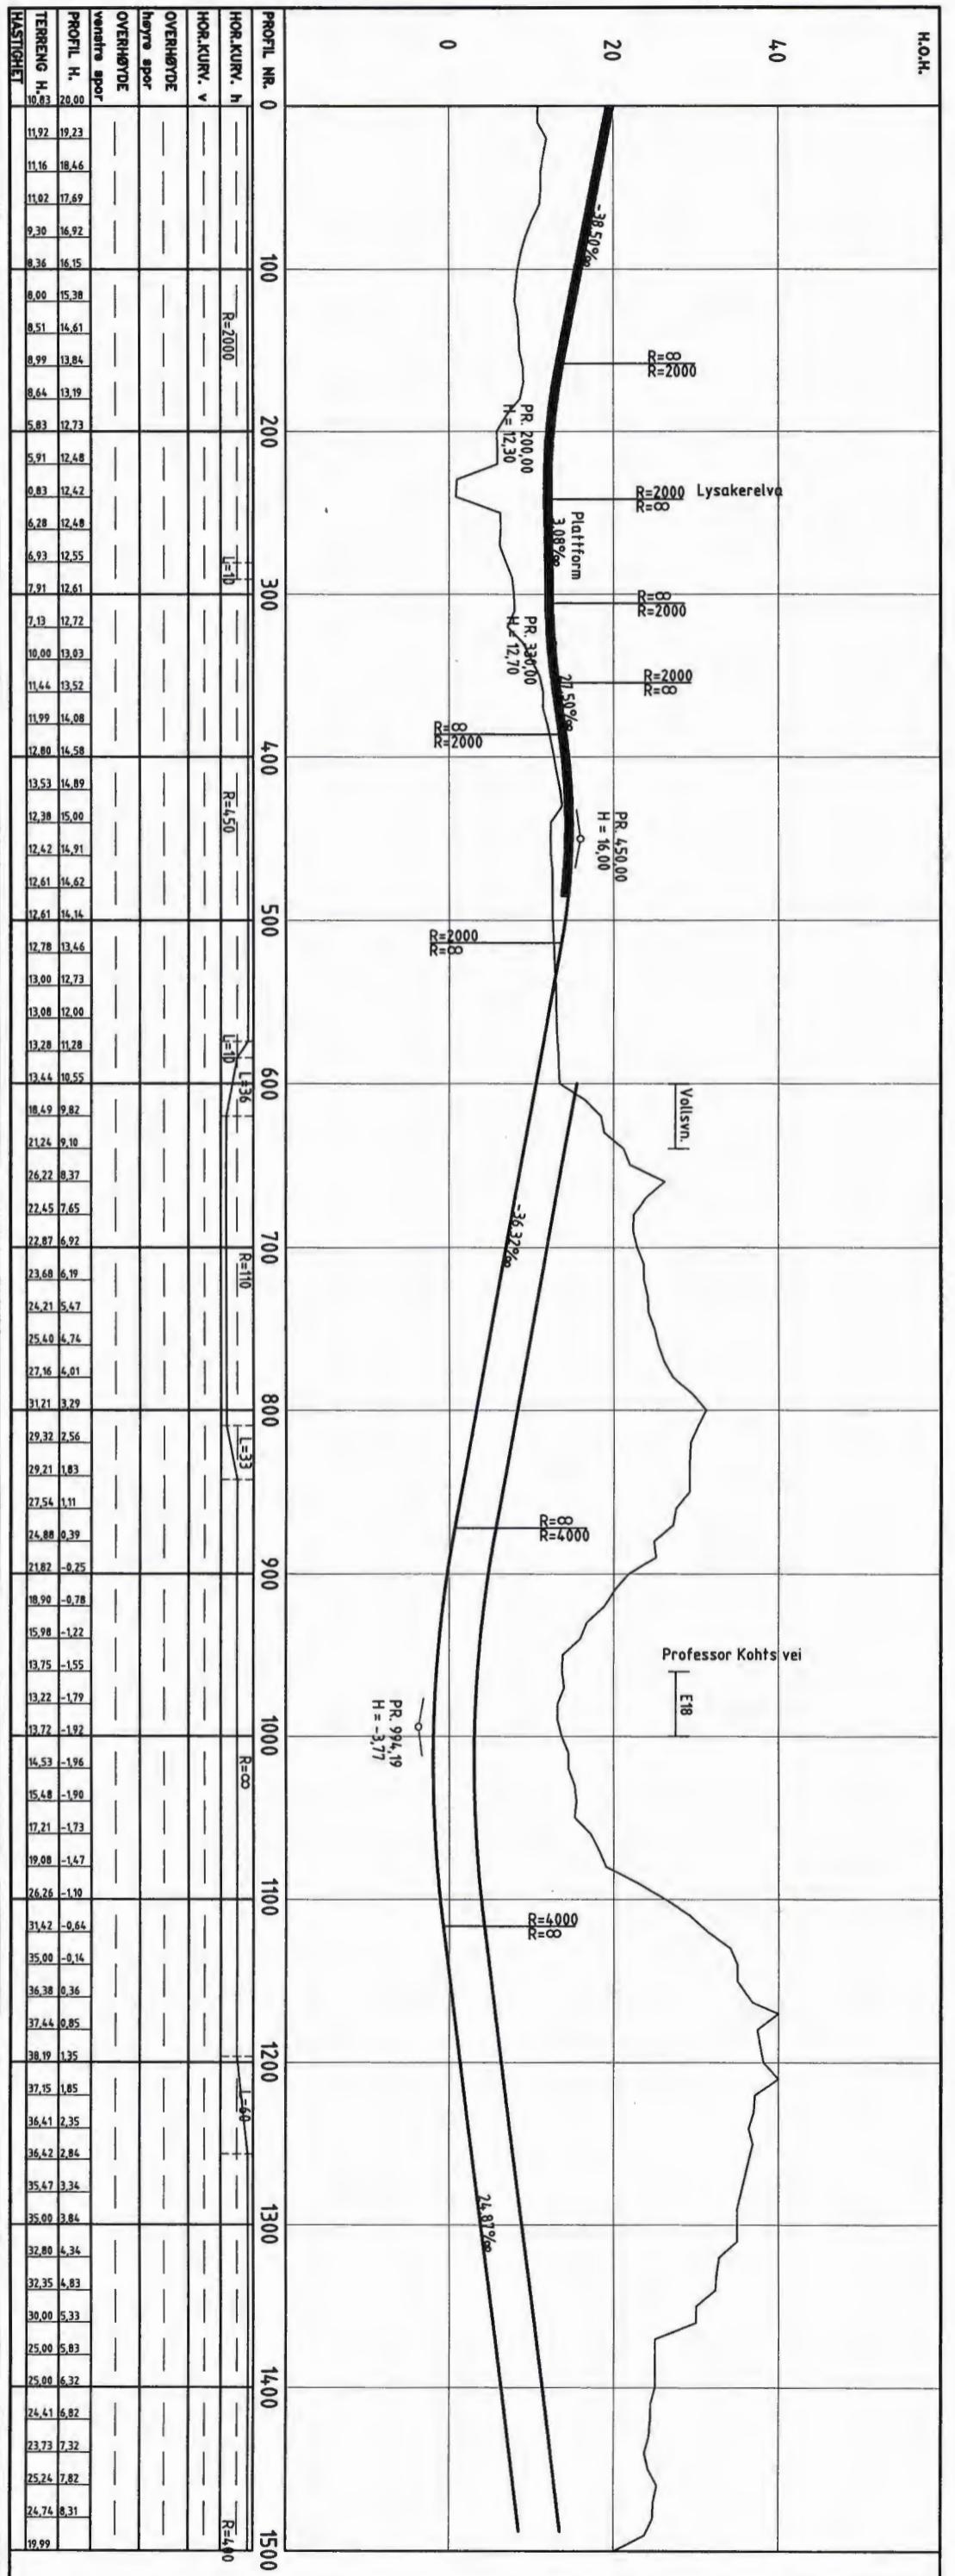 H.O.H.
40
20
0
-38.50‰
R=∞
R=2000
PR. 200,00
H = 12,30
Lysakerelva
R=2000
R=∞
Plattform
3.08‰
R=∞
R=2000
PR. 330,00
H = 12,70
R=2000
R=∞
27.50‰
R=∞
R=2000
PR. 450,00
H = 16,00
R=2000
R=∞
Vollsvn.
-36.32‰
R=∞
R=4000
Professor Kohts vei
E18
PR. 994,19
H = -3,77
R=4000
R=∞
24.87‰
PROFIL NR. 0 100 200 300 400 500 600 700 800 900 1000 1100 1200 1300 1400 1500
HOR.KURV. h R=2000 L=10 R=450 L=10 L=36 R=110 L=33 R=∞ L=60 R=400
HOR.KURV. v
OVERHØYDE
høyre spor
OVERHØYDE
venstre spor
PROFIL H. 20,00 19,23 18,46 17,69 16,92 16,15 15,38 14,61 13,84 13,19 12,73 12,48 12,42 12,48 12,55 12,61 12,72 13,03 13,52 14,08 14,58 14,89 15,00 14,91 14,62 14,14 13,46 12,73 12,00 11,28 10,55 9,82 9,10 8,37 7,65 6,92 6,19 5,47 4,74 4,01 3,29 2,56 1,83 1,11 0,39 -0,25 -0,78 -1,22 -1,55 -1,79 -1,92 -1,96 -1,90 -1,73 -1,47 -1,10 -0,64 -0,14 0,36 0,85 1,35 1,85 2,35 2,84 3,34 3,84 4,34 4,83 5,33 5,83 6,32 6,82 7,32 7,82 8,31
TERRENG H. 10,83 11,92 11,16 11,02 9,30 8,36 8,00 8,51 8,99 8,64 5,83 5,91 0,83 6,28 6,93 7,91 7,13 10,00 11,44 11,99 12,80 13,53 12,38 12,42 12,61 12,61 12,78 13,00 13,08 13,28 13,44 18,49 21,24 26,22 22,45 22,87 23,68 24,21 25,40 27,16 31,21 29,32 29,21 27,54 24,88 21,82 18,90 15,98 13,75 13,22 13,72 14,53 15,48 17,21 19,08 26,26 31,42 35,00 36,38 37,44 38,19 37,15 36,41 36,42 35,47 35,00 32,80 32,35 30,00 25,00 25,00 24,41 23,73 25,24 24,74 19,99
HASTIGHET